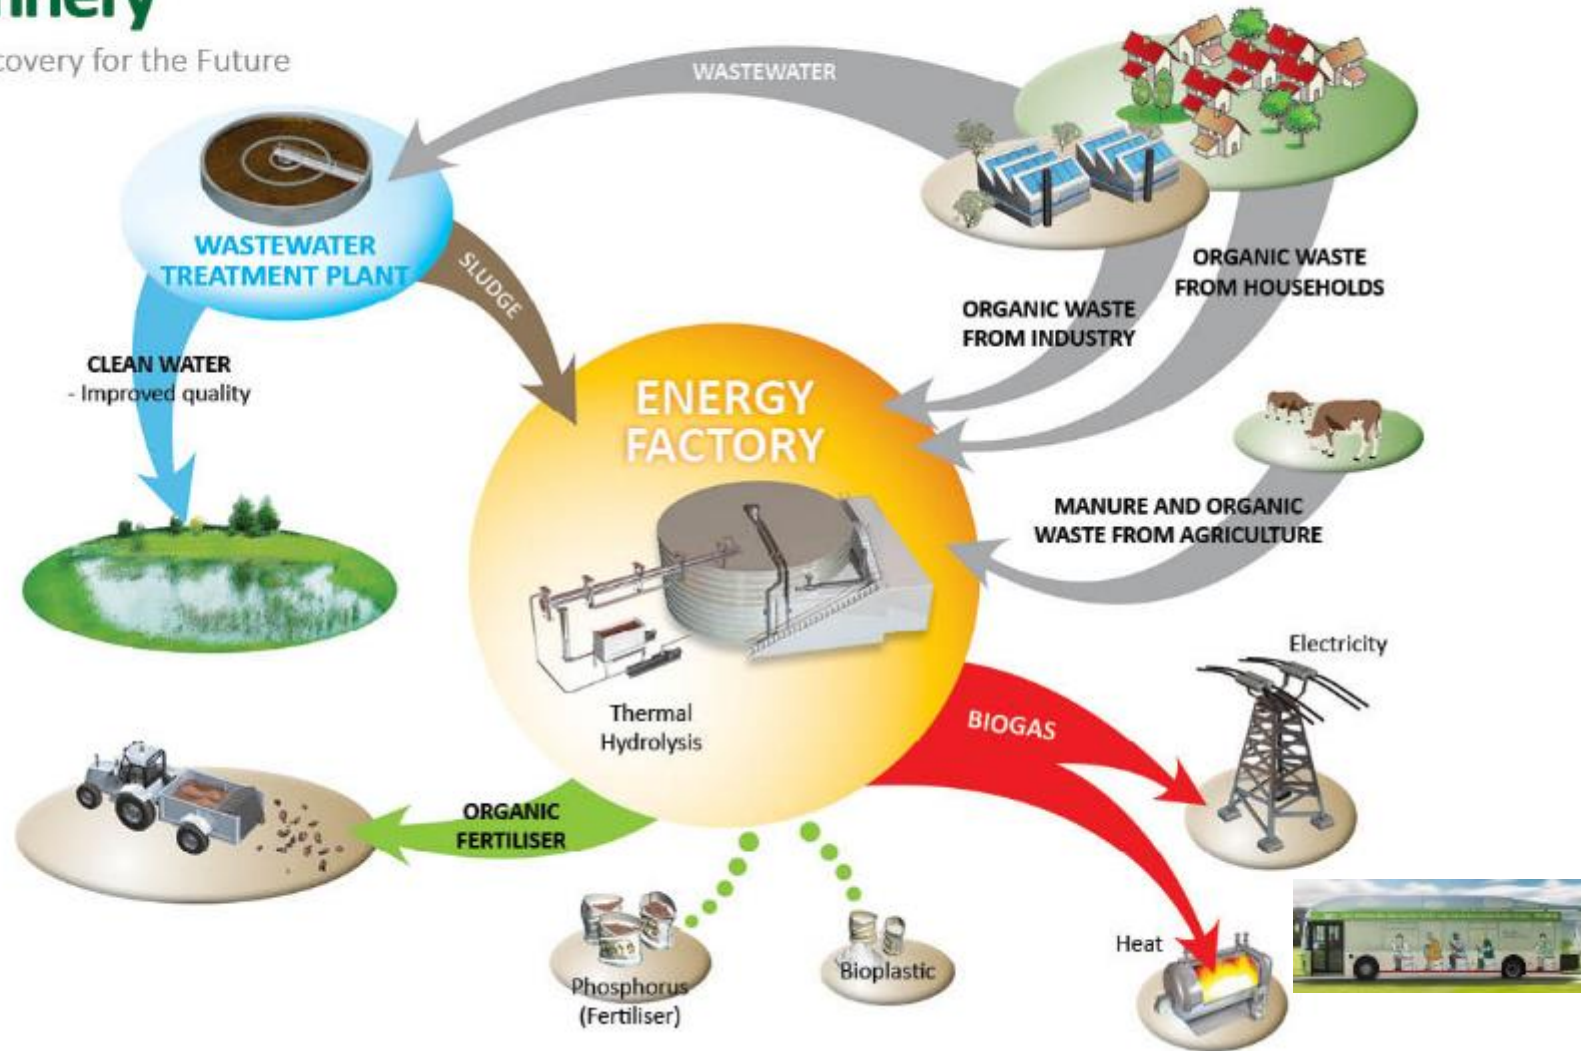 covery for the Future
WASTEWATER
WASTEWATER
TREATMENT PLANT
SLUDGE
ORGANIC WASTE
FROM HOUSEHOLDS
ORGANIC WASTE
FROM INDUSTRY
CLEAN WATER
- Improved quality
ENERGY
FACTORY
MANURE AND ORGANIC
WASTE FROM AGRICULTURE
Electricity
Thermal
Hydrolysis
BIOGAS
ORGANIC
FERTILISER
Heat
Phosphorus
(Fertiliser)
Bioplastic